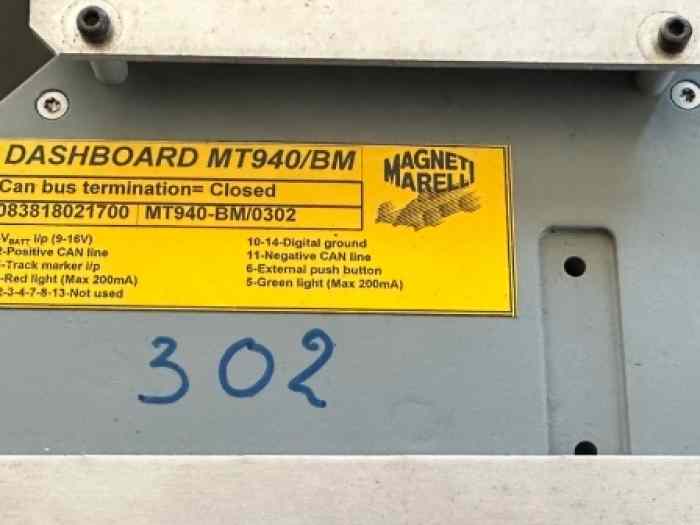 DASHBOARD MT940/BM
MAGNETI
MARELLI
Can bus termination= Closed
083818021700 MT940-BM/0302
-VBATT i/p (9-16V)
2-Positive CAN line
-Track marker i/p
-Red light (Max 200mA)
2-3-4-7-8-13-Not used
10-14-Digital ground
11-Negative CAN line
6-External push button
5-Green light (Max 200mA)
302